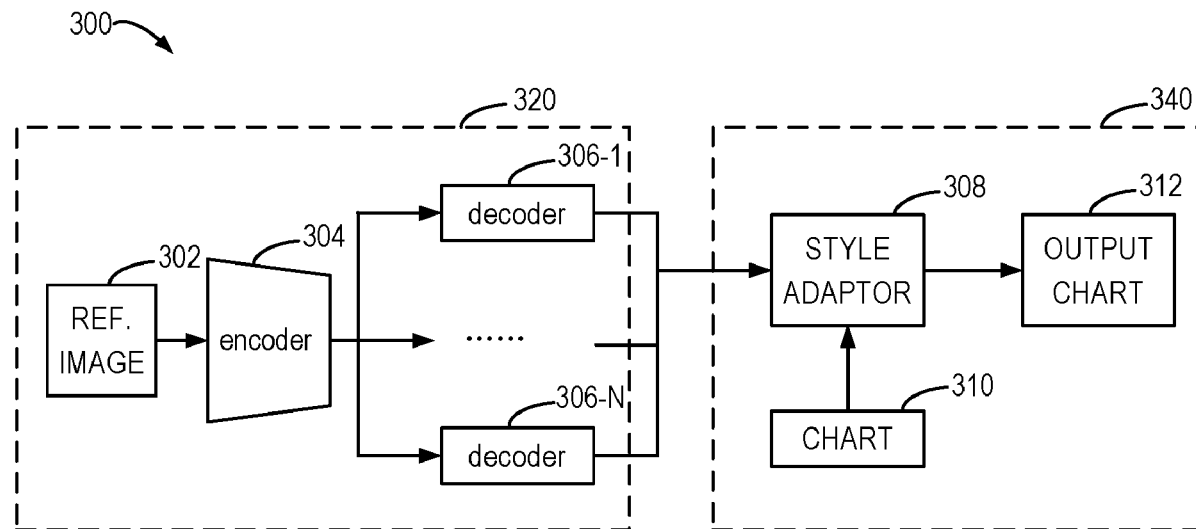 300
320
340
306-1
decoder
308
312
304
302
STYLE
ADAPTOR
OUTPUT
CHART
REF.
IMAGE
encoder
......
306-N
310
decoder
CHART